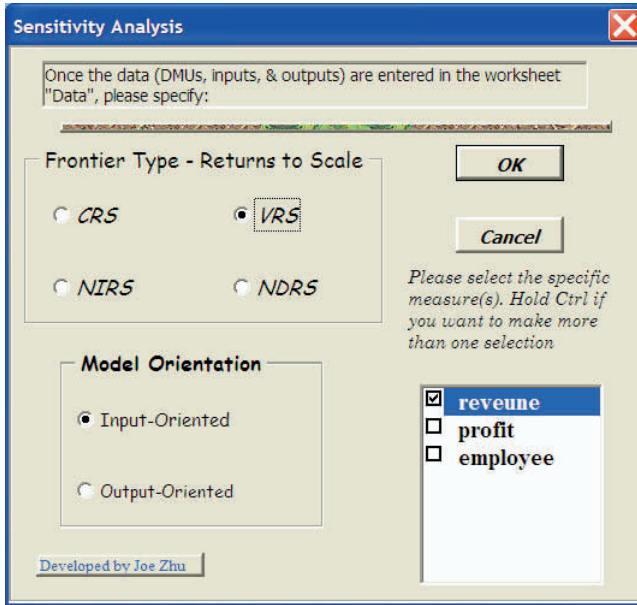 Sensitivity Analysis
Once the data (DMUs, inputs, & outputs) are entered in the worksheet
"Data", please specify:
Frontier Type - Returns to Scale
CRS
VRS
NIRS
NDRS
OK
Cancel
Please select the specific
measure(s). Hold Ctrl if
you want to make more
than one selection
Model Orientation
Input-Oriented
Output-Oriented
reveune
profit
employee
Developed by Joe Zhu